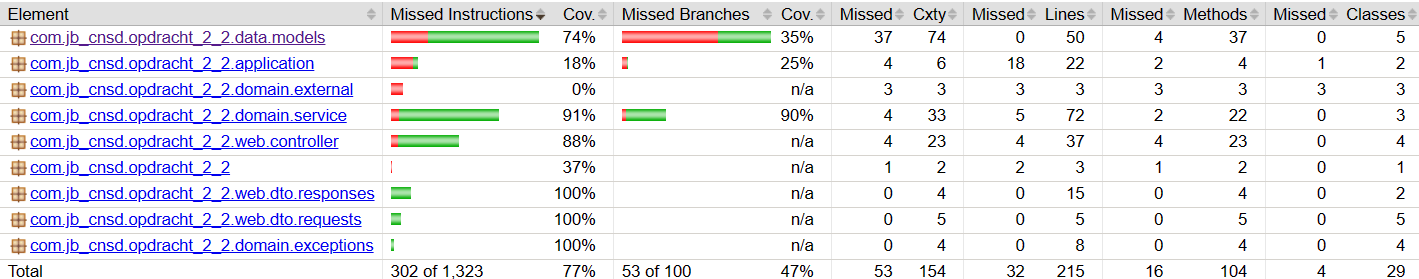 Element Missed Instructions Cov. Missed Branches Cov. Missed Cxty Missed Lines Missed Methods Missed Classes
com.jb_cnsd.opdracht_2_2.data.models 74% 35% 37 74 0 50 4 37 0 5
com.jb_cnsd.opdracht_2_2.application 18% 25% 4 6 18 22 2 4 1 2
com.jb_cnsd.opdracht_2_2.domain.external 0% n/a 3 3 3 3 3 3 3 3
com.jb_cnsd.opdracht_2_2.domain.service 91% 90% 4 33 5 72 2 22 0 3
com.jb_cnsd.opdracht_2_2.web.controller 88% n/a 4 23 4 37 4 23 0 4
com.jb_cnsd.opdracht_2_2 37% n/a 1 2 2 3 1 2 0 1
com.jb_cnsd.opdracht_2_2.web.dto.responses 100% n/a 0 4 0 15 0 4 0 2
com.jb_cnsd.opdracht_2_2.web.dto.requests 100% n/a 0 5 0 5 0 5 0 5
com.jb_cnsd.opdracht_2_2.domain.exceptions 100% n/a 0 4 0 8 0 4 0 4
Total 302 of 1,323 77% 53 of 100 47% 53 154 32 215 16 104 4 29